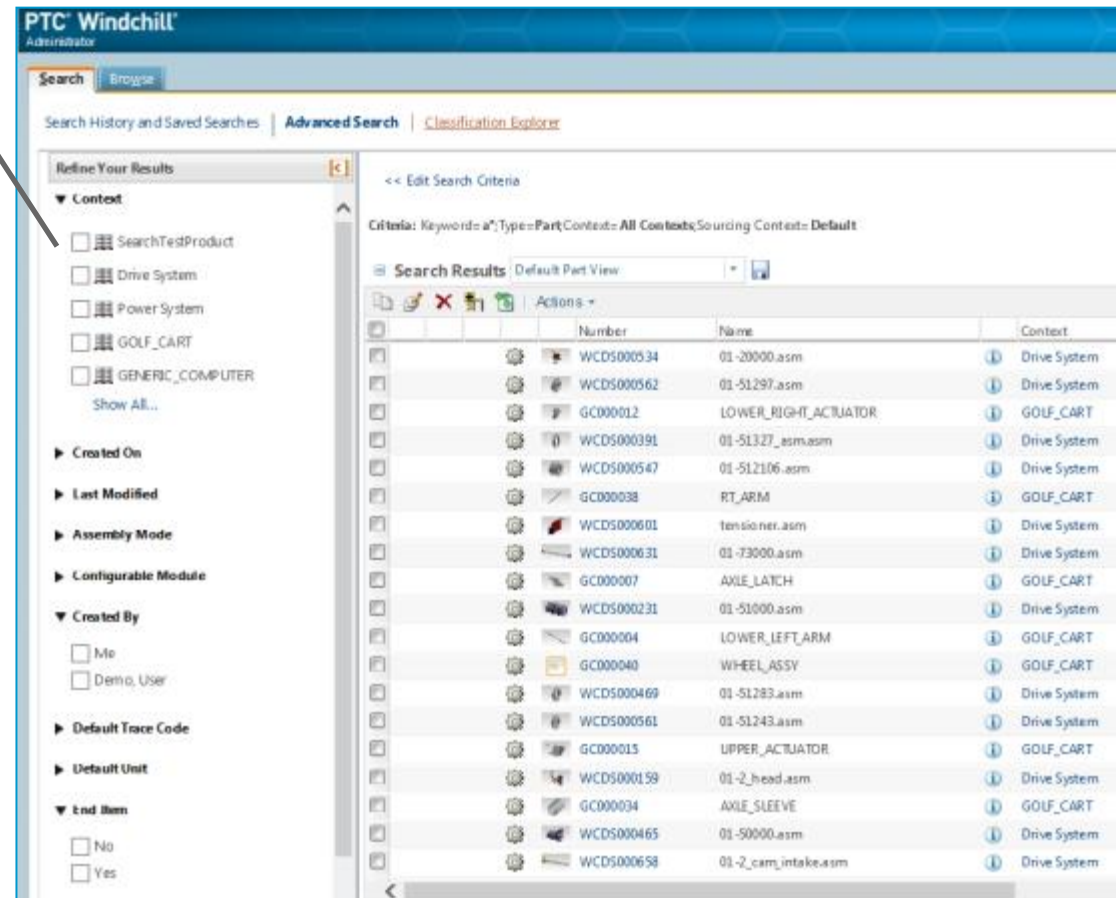 PTC® Windchill®
Administrator
Search Browse
Search History and Saved Searches | Advanced Search | Classification Explorer
Refine Your Results
Context
SearchTestProduct
Drive System
Power System
GOLF_CART
GENERIC_COMPUTER
Show All...
Created On
Last Modified
Assembly Mode
Configurable Module
Created By
Me
Demo, User
Default Trace Code
Default Unit
End Item
No
Yes
<< Edit Search Criteria
Criteria: Keyword= a*;Type=Part;Context= All Contexts;Sourcing Context= Default
Search Results Default Part View
Actions
Number Name Context
WCDS000534 01-20000.asm Drive System
WCDS000562 01-51297.asm Drive System
GC000012 LOWER_RIGHT_ACTUATOR GOLF_CART
WCDS000391 01-51327_asm.asm Drive System
WCDS000547 01-512106.asm Drive System
GC000038 RT_ARM GOLF_CART
WCDS000601 tensioner.asm Drive System
WCDS000631 01-73000.asm Drive System
GC000007 AXLE_LATCH GOLF_CART
WCDS000231 01-51000.asm Drive System
GC000004 LOWER_LEFT_ARM GOLF_CART
GC000040 WHEEL_ASSY GOLF_CART
WCDS000469 01-51283.asm Drive System
WCDS000561 01-51243.asm Drive System
GC000015 UPPER_ACTUATOR GOLF_CART
WCDS000159 01-2_head.asm Drive System
GC000034 AXLE_SLEEVE GOLF_CART
WCDS000465 01-50000.asm Drive System
WCDS000658 01-2_cam_intake.asm Drive System